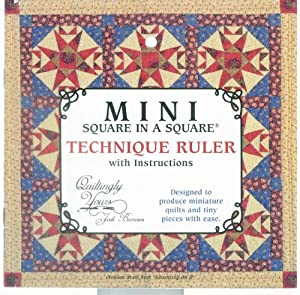 MINI
SQUARE IN A SQUARE®
TECHNIQUE RULER
with Instructions
Quiltingly
Yours
Jodi Barrows
Designed to
produce miniature
quilts and tiny
pieces with ease.